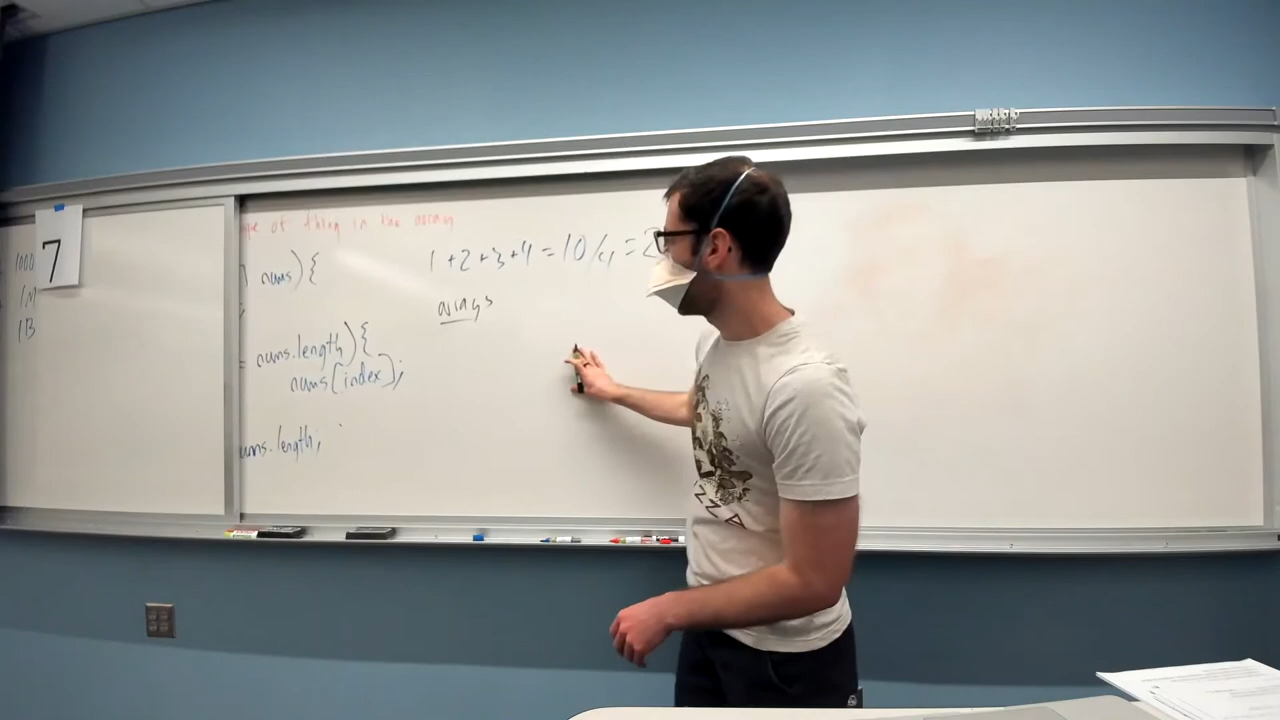 7
1000
1M
1B
of thing in the array
nums){
nums.length){
nums[index];
nums.length;
1+2+3+4=10/4=2
arrays